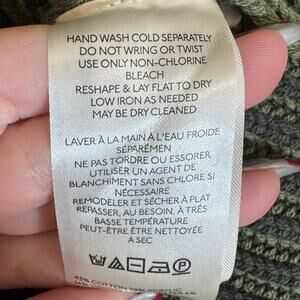 HAND WASH COLD SEPARATELY
DO NOT WRING OR TWIST
USE ONLY NON-CHLORINE
BLEACH
RESHAPE & LAY FLAT TO DRY
LOW IRON AS NEEDED
MAY BE DRY CLEANED
LAVER À LA MAIN À L'EAU FROIDE
SÉPARÉMEN
NE PAS TORDRE OU ESSORER
UTILISER UN AGENT DE
BLANCHIMENT SANS CHLORE SI
NÉCESSAIRE
REMODELER ET SÉCHER À PLAT
REPASSER, AU BESOIN, À TRÈS
BASSE TEMPÉRATURE
PEUT-ÊTRE ÊTRE NETTOYÉE
A SEC
P
COTTON ACRYLIC